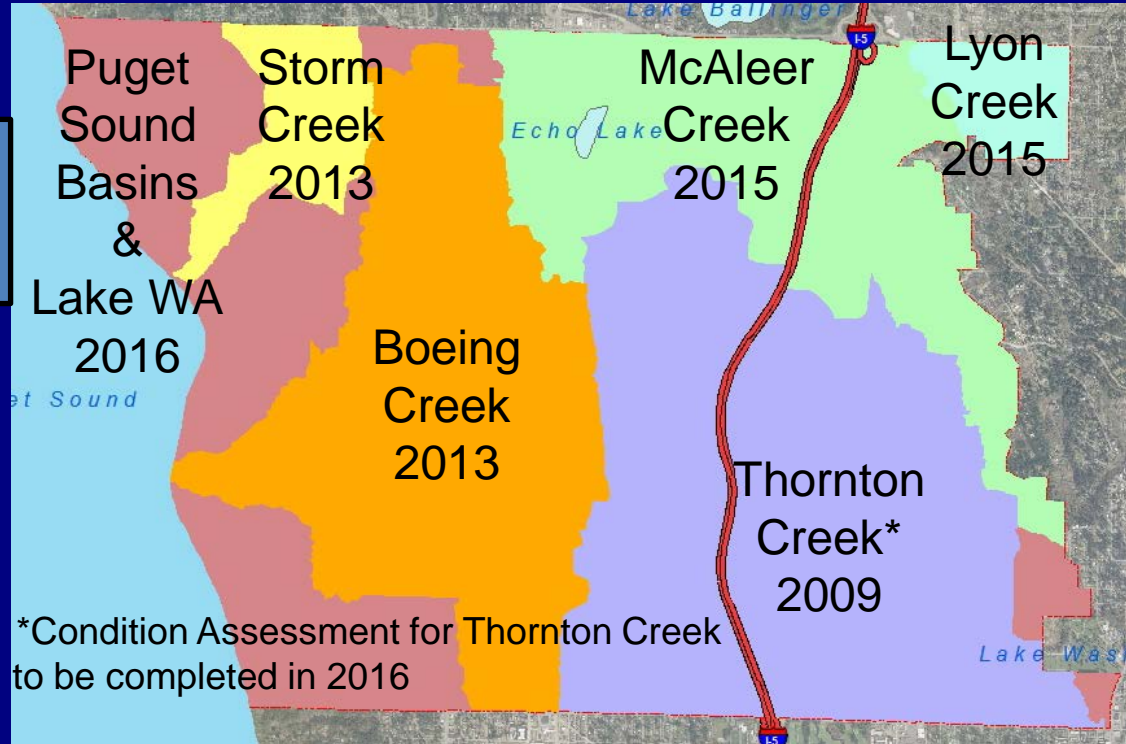 Lake Ballinger
I-5
Puget
Sound
Basins
&
Lake WA
2016
Storm
Creek
2013
McAleer
Creek
2015
Lyon
Creek
2015
Echo Lake
et Sound
Boeing
Creek
2013
Thornton
Creek*
2009
*Condition Assessment for Thornton Creek
to be completed in 2016
Lake Was
I-5